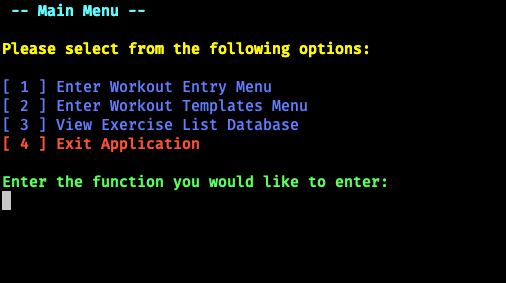 -- Main Menu --
Please select from the following options:
[ 1 ] Enter Workout Entry Menu
[ 2 ] Enter Workout Templates Menu
[ 3 ] View Exercise List Database
[ 4 ] Exit Application
Enter the function you would like to enter: